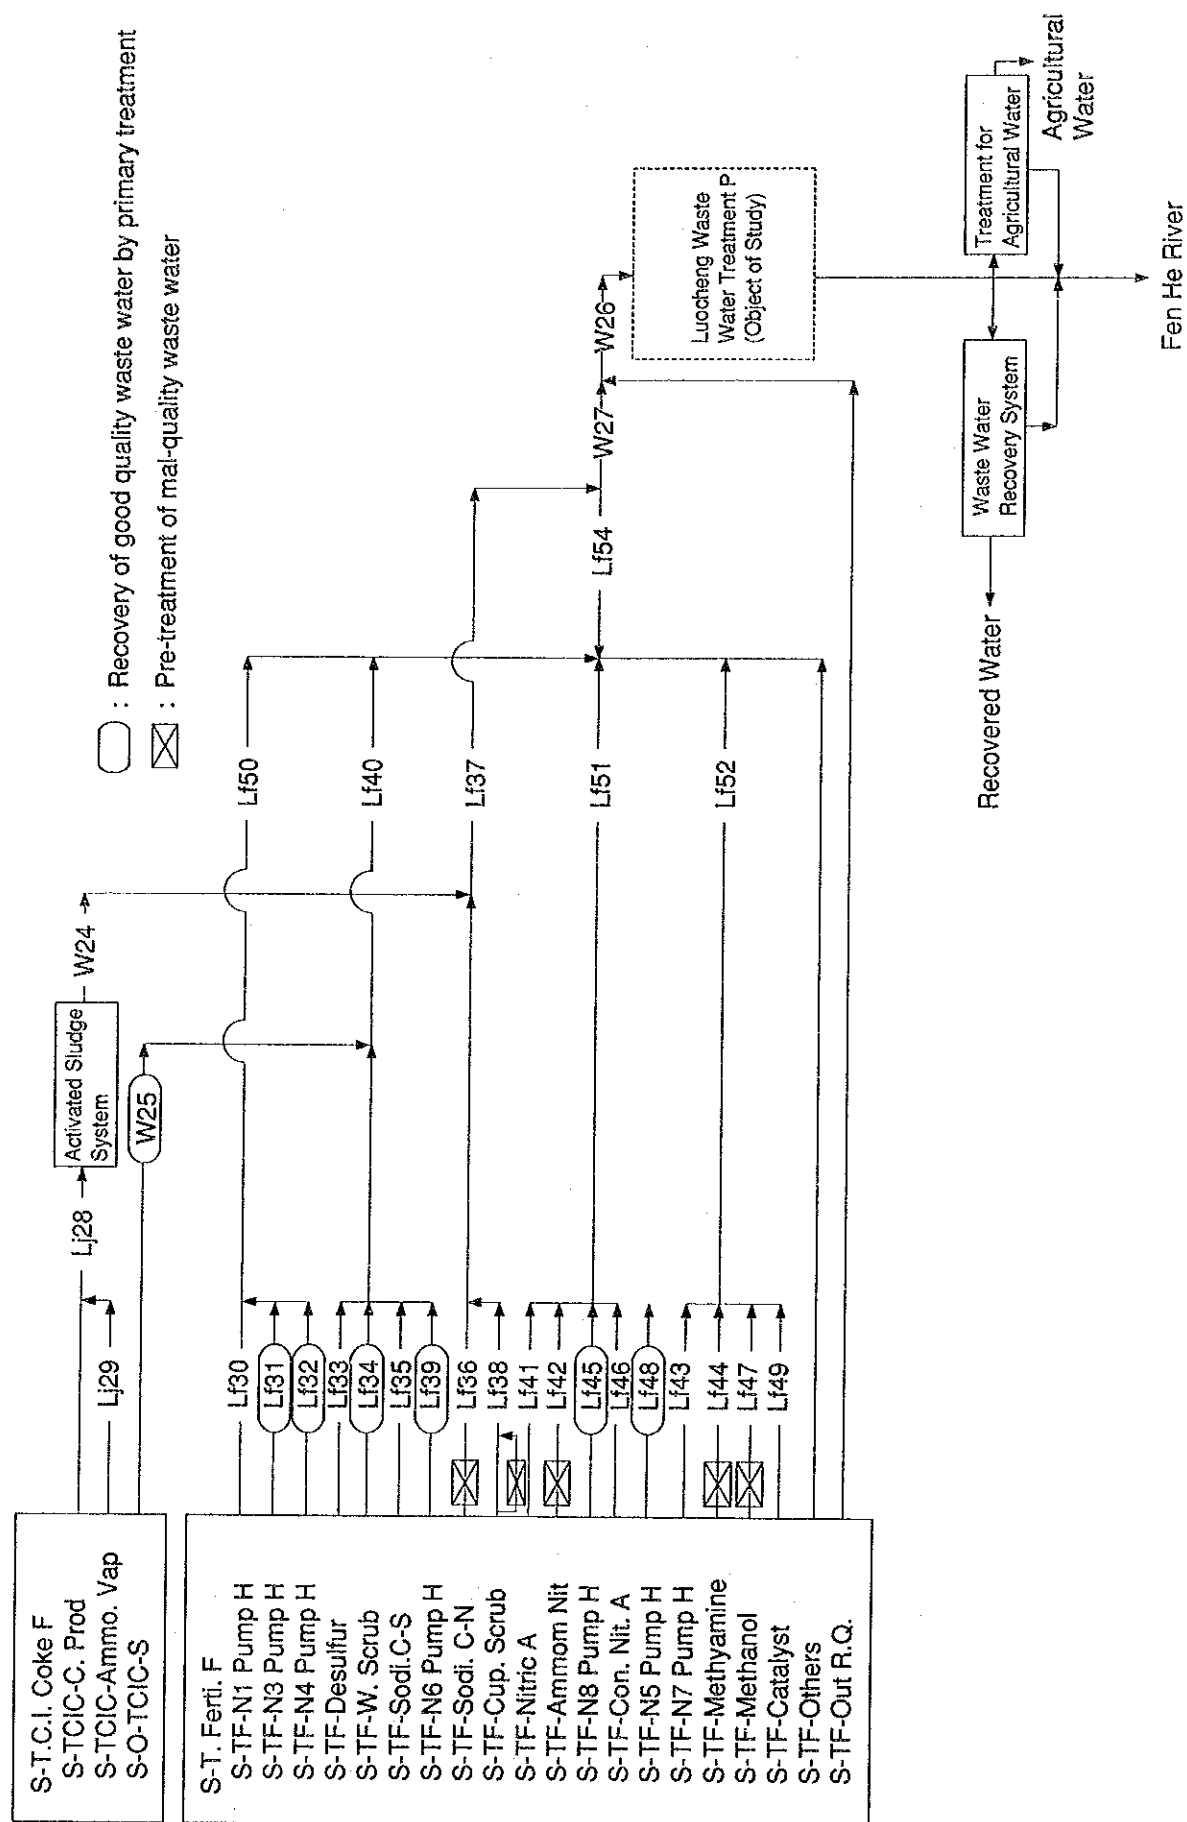 : Recovery of good quality waste water by primary treatment
: Pre-treatment of mal-quality waste water
S-T.C.I. Coke F
S-TCIC-C. Prod
S-TCIC-Ammo. Vap
S-O-TCIC-S
Lj28
Lj29
Activated Sludge
System
W24
W25
S-T. Ferti. F
S-TF-N1 Pump H
S-TF-N3 Pump H
S-TF-N4 Pump H
S-TF-Desulfur
S-TF-W. Scrub
S-TF-Sodi.C-S
S-TF-N6 Pump H
S-TF-Sodi. C-N
S-TF-Cup. Scrub
S-TF-Nitric A
S-TF-Ammom Nit
S-TF-N8 Pump H
S-TF-Con. Nit. A
S-TF-N5 Pump H
S-TF-N7 Pump H
S-TF-Methyamine
S-TF-Methanol
S-TF-Catalyst
S-TF-Others
S-TF-Out R.Q.
Lf30
Lf31
Lf32
Lf33
Lf34
Lf35
Lf39
Lf36
Lf38
Lf41
Lf42
Lf45
Lf46
Lf48
Lf43
Lf44
Lf47
Lf49
Lf50
Lf40
Lf37
Lf51
Lf52
Lf54
W27
W26
Luocheng Waste
Water Treatment P
(Object of Study)
Recovered Water
Waste Water
Recovery System
Treatment for
Agricultural Water
Agricultural
Water
Fen He River